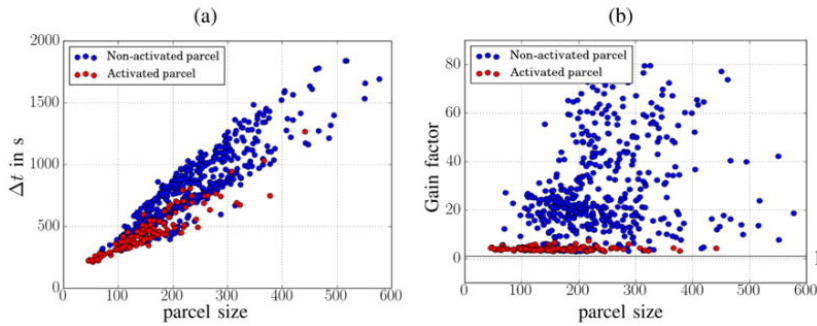 (a)
2000
1500
1000
500
0
Δt in s
Non-activated parcel
Activated parcel
0 100 200 300 400 500 600
parcel size
(b)
80
60
40
20
0
Gain factor
Non-activated parcel
Activated parcel
0 100 200 300 400 500 600
parcel size